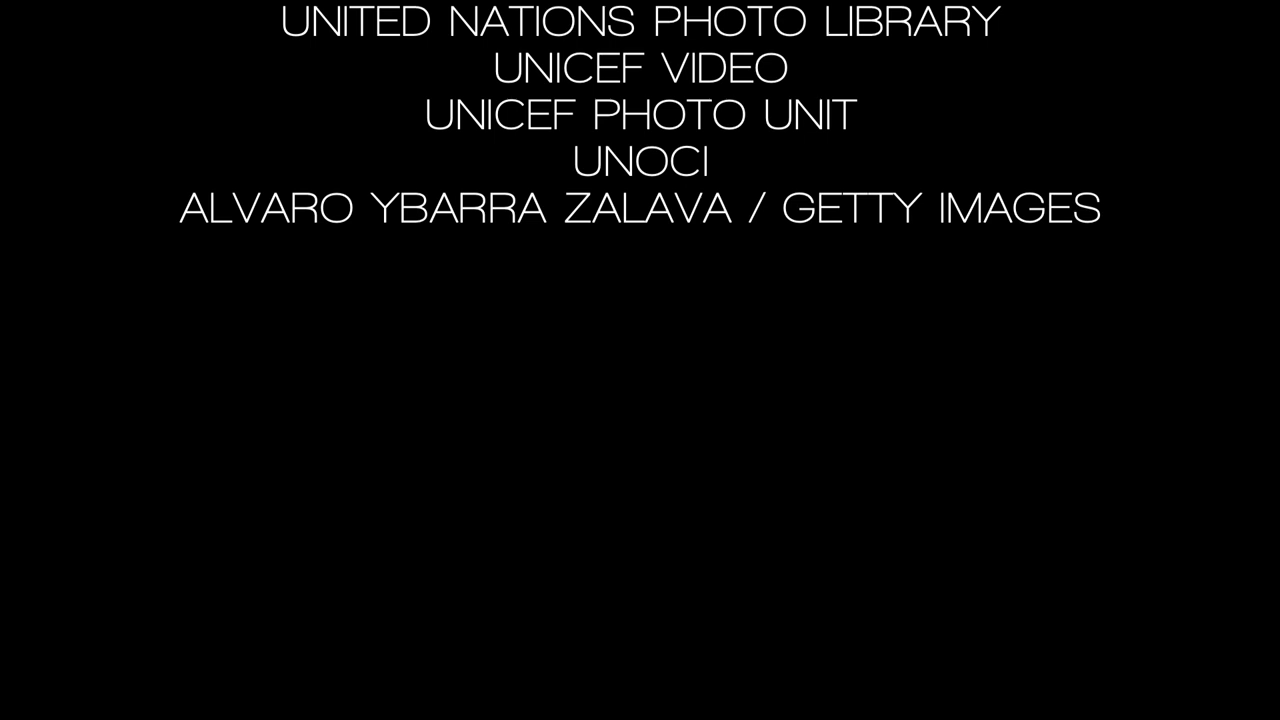 UNITED NATIONS PHOTO LIBRARY
UNICEF VIDEO
UNICEF PHOTO UNIT
UNOCI
ALVARO YBARRA ZALAVA / GETTY IMAGES